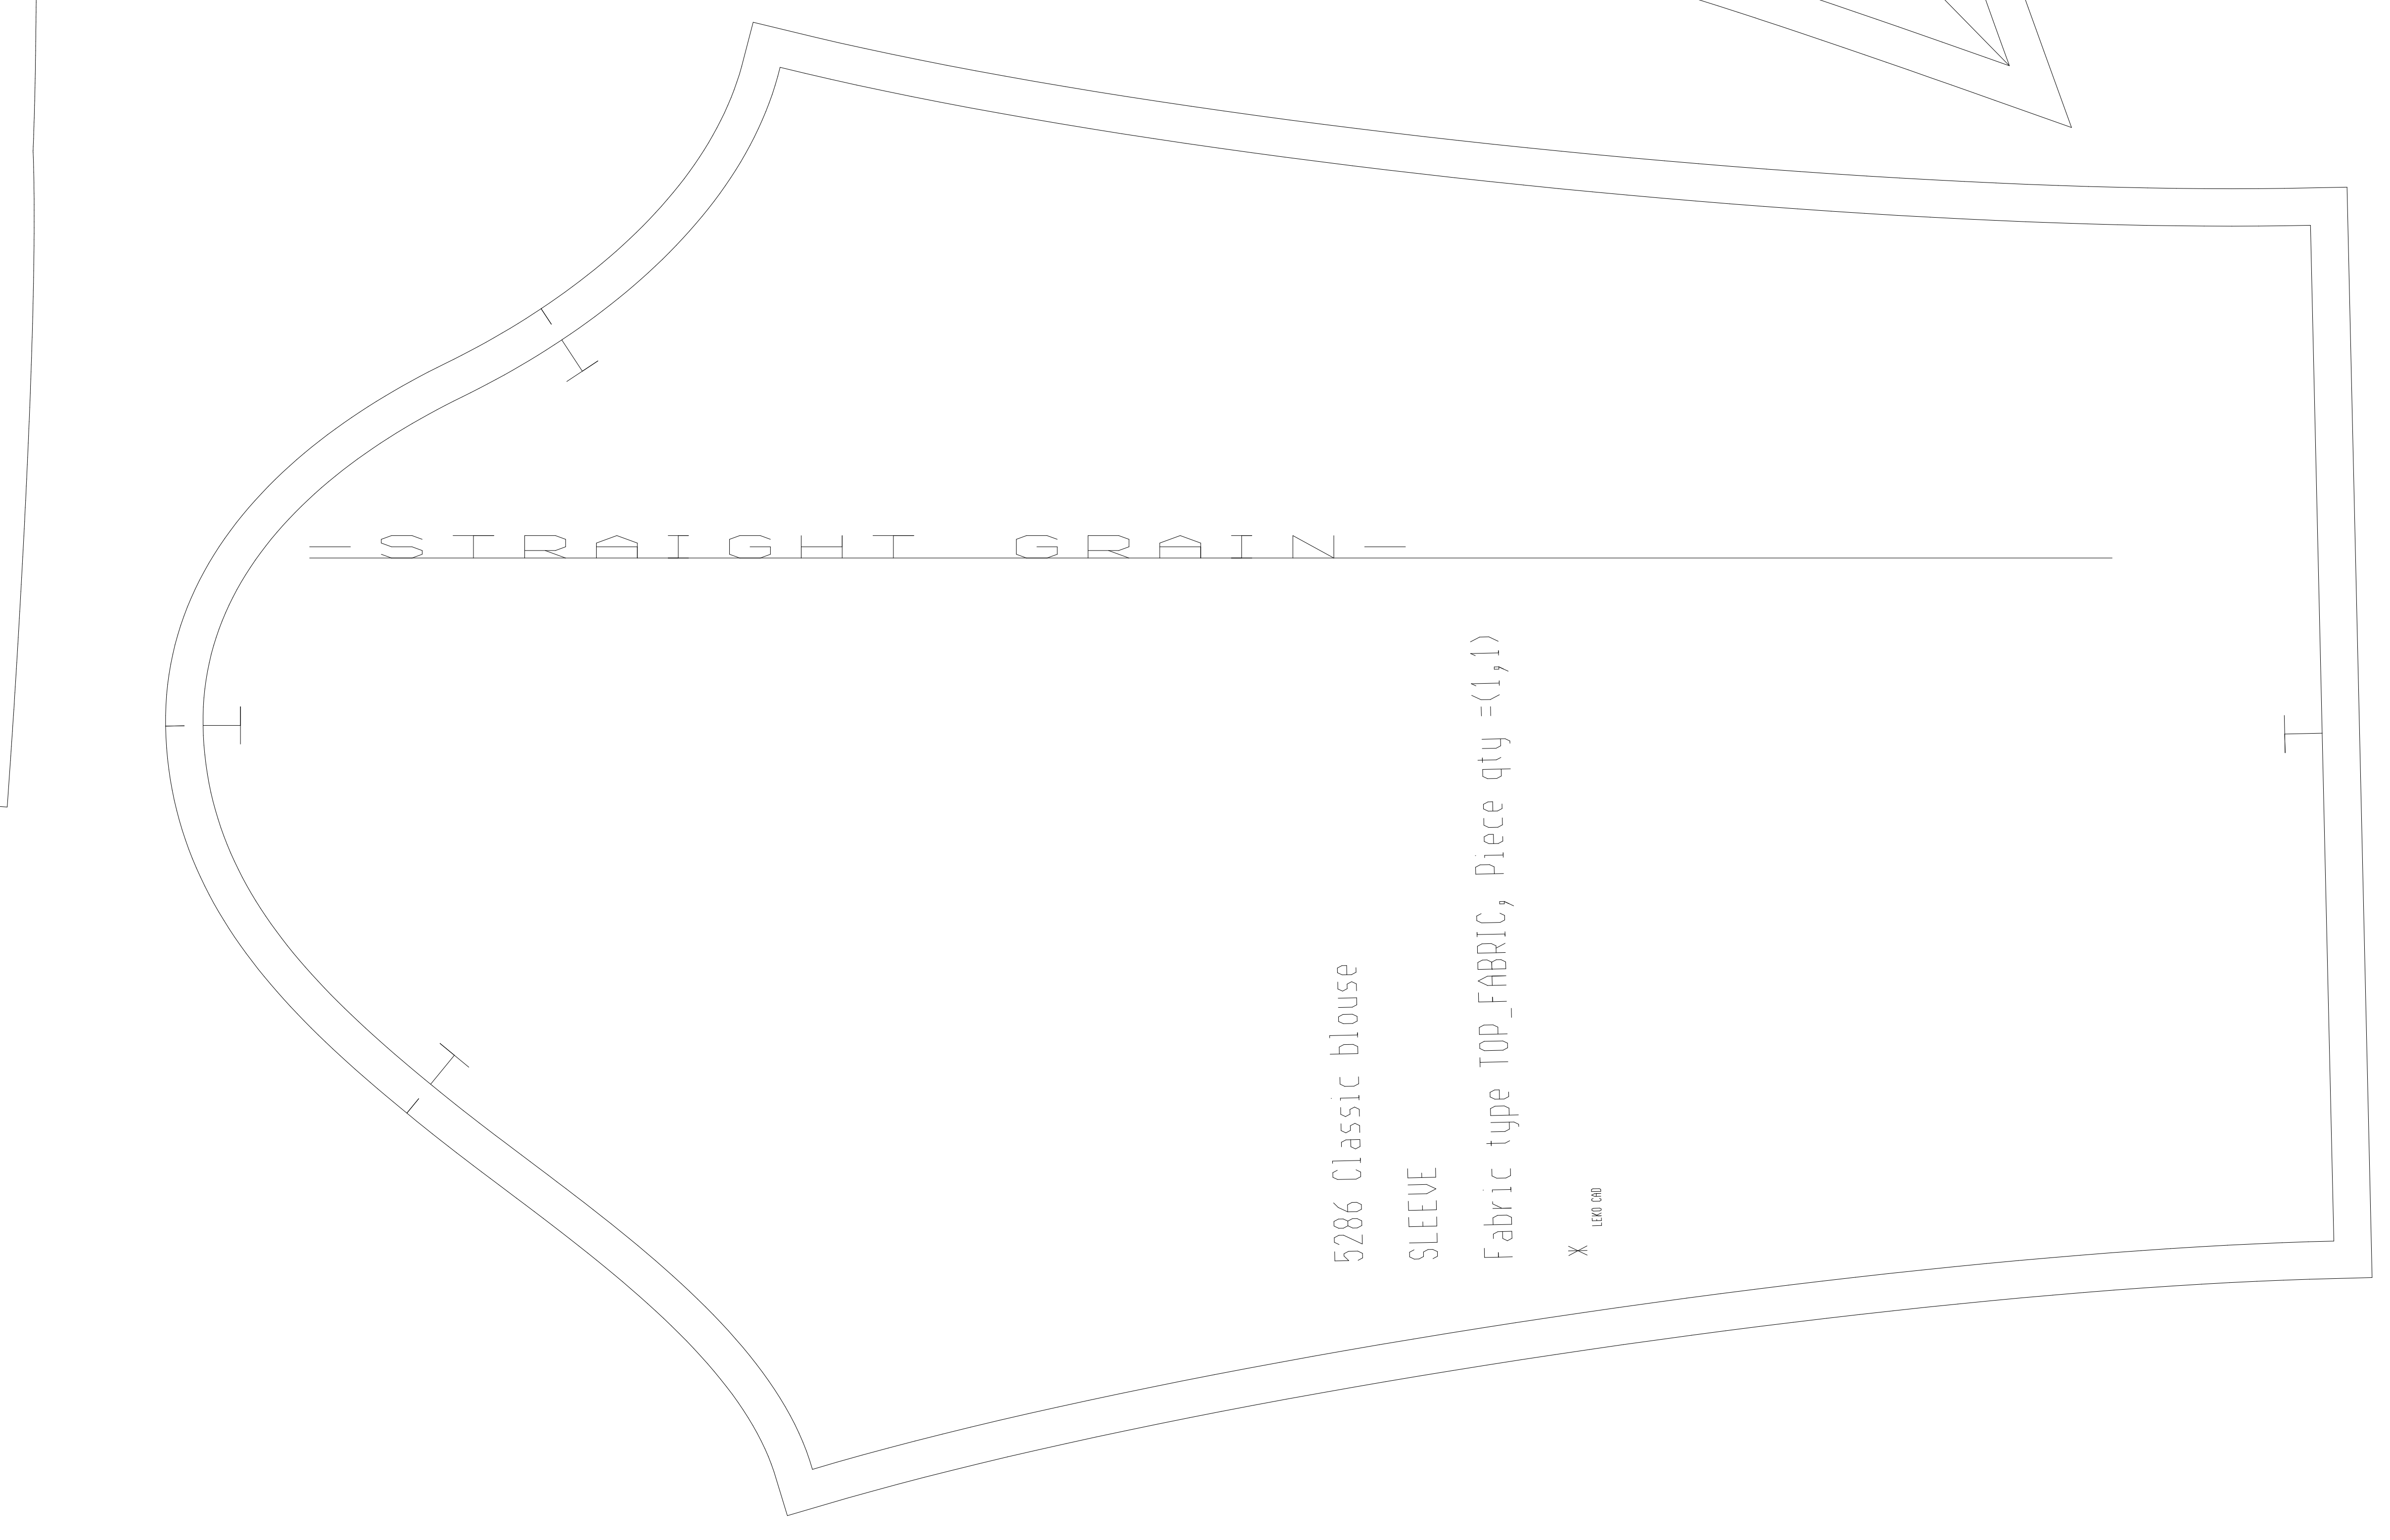 -STRAIGHT GRAIN-
5286 Classic blouse
SLEEVE
Fabric type TOP_FABRIC, Piece qty =(1,1)
*
LEKO CAD